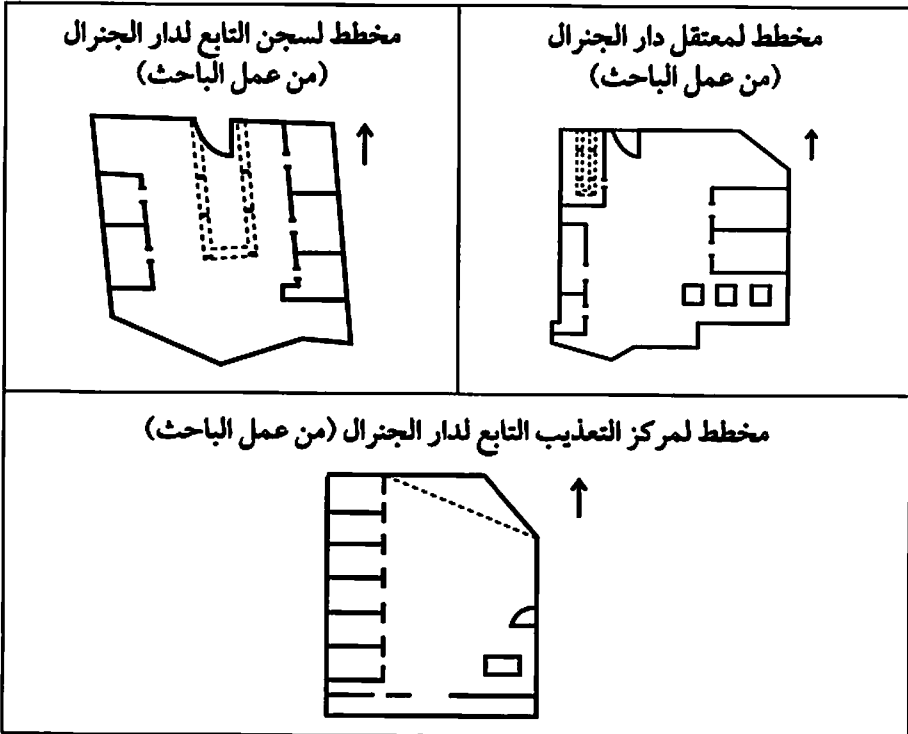 مخطط لمعتقل دار الجنرال
(من عمل الباحث)
مخطط لسجن التابع لدار الجنرال
(من عمل الباحث)
مخطط لمركز التعذيب التابع لدار الجنرال (من عمل الباحث)